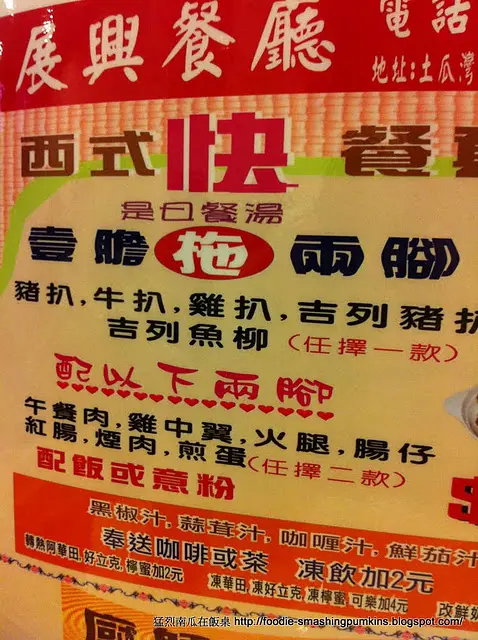 展興餐廳 電話
地址:土瓜灣
西式快餐
是日餐湯
壹膽拖兩腳
豬扒,牛扒,雞扒,吉列豬扒
吉列魚柳(任擇一款)
配以下兩腳
午餐肉,雞中翼,火腿,腸仔
紅腸,煙肉,煎蛋(任擇二款)
配飯或意粉
黑椒汁,蒜茸汁,咖喱汁,鮮茄汁
奉送咖啡或茶 凍飲加2元
轉熱阿華田,好立克,檸蜜加2元 凍華田,凍好立克,凍檸蜜,可樂加4元 改鮮奶
猛烈南瓜在飯桌 http://foodie-smashingpumkins.blogspot.com/